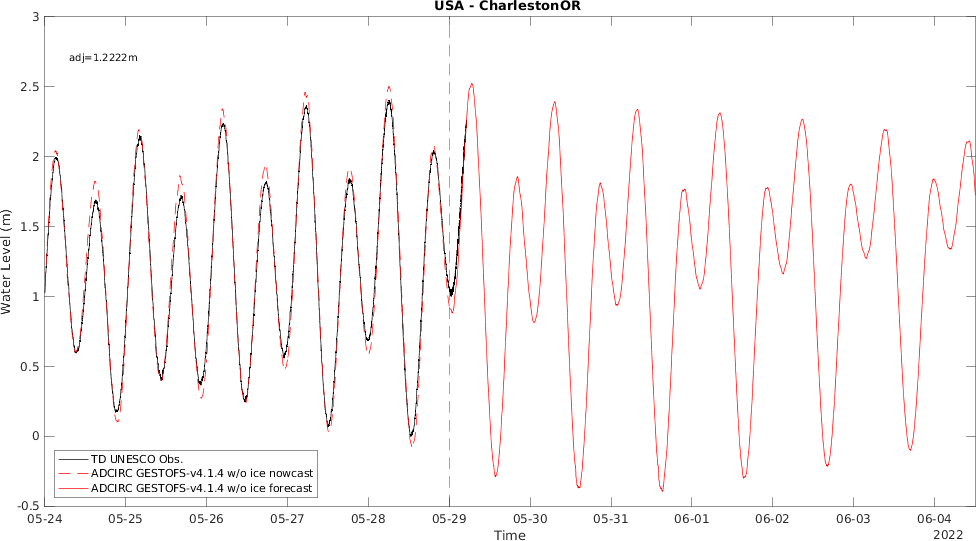 USA - CharlestonOR
adj=1.2222m
Water Level (m)
3
2.5
2
1.5
1
0.5
0
-0.5
TD UNESCO Obs.
ADCIRC GESTOFS-v4.1.4 w/o ice nowcast
ADCIRC GESTOFS-v4.1.4 w/o ice forecast
05-24 05-25 05-26 05-27 05-28 05-29 05-30 05-31 06-01 06-02 06-03 06-04
Time
2022